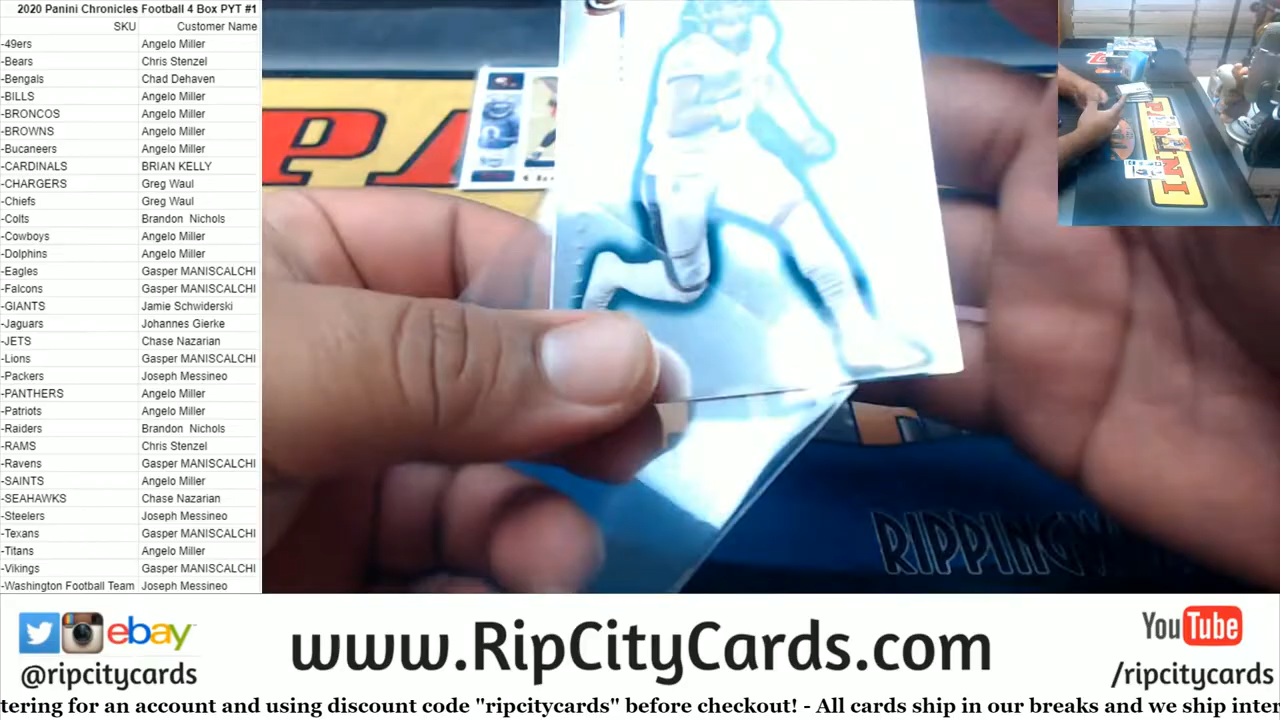 2020 Panini Chronicles Football 4 Box PYT #1
SKU Customer Name
-49ers Angelo Miller
-Bears Chris Stenzel
-Bengals Chad Dehaven
-BILLS Angelo Miller
-BRONCOS Angelo Miller
-BROWNS Angelo Miller
-Bucaneers Angelo Miller
-CARDINALS BRIAN KELLY
-CHARGERS Greg Waul
-Chiefs Greg Waul
-Colts Brandon Nichols
-Cowboys Angelo Miller
-Dolphins Angelo Miller
-Eagles Gasper MANISCALCHI
-Falcons Gasper MANISCALCHI
-GIANTS Jamie Schwiderski
-Jaguars Johannes Gierke
-JETS Chase Nazarian
-Lions Gasper MANISCALCHI
-Packers Joseph Messineo
-PANTHERS Angelo Miller
-Patriots Angelo Miller
-Raiders Brandon Nichols
-RAMS Chris Stenzel
-Ravens Gasper MANISCALCHI
-SAINTS Angelo Miller
-SEAHAWKS Chase Nazarian
-Steelers Joseph Messineo
-Texans Gasper MANISCALCHI
-Titans Angelo Miller
-Vikings Gasper MANISCALCHI
-Washington Football Team Joseph Messineo
PANINI
RIPPINGW
ebay
@ripcitycards
www.RipCityCards.com
YouTube
/ripcitycards
tering for an account and using discount code "ripcitycards" before checkout! - All cards ship in our breaks and we ship inter